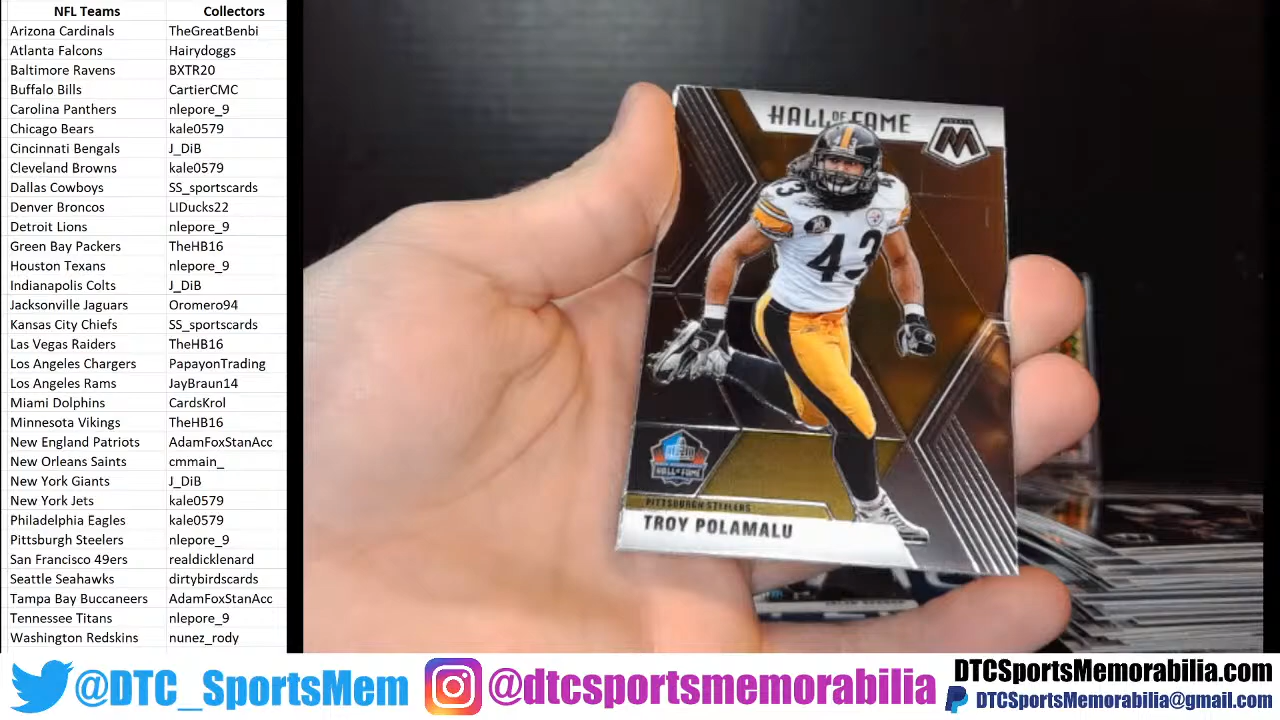 NFL Teams Collectors
Arizona Cardinals TheGreatBenbi
Atlanta Falcons Hairydoggs
Baltimore Ravens BXTR20
Buffalo Bills CartierCMC
Carolina Panthers nlepore_9
Chicago Bears kale0579
Cincinnati Bengals J_DiB
Cleveland Browns kale0579
Dallas Cowboys SS_sportscards
Denver Broncos LIDucks22
Detroit Lions nlepore_9
Green Bay Packers TheHB16
Houston Texans nlepore_9
Indianapolis Colts J_DiB
Jacksonville Jaguars Oromero94
Kansas City Chiefs SS_sportscards
Las Vegas Raiders TheHB16
Los Angeles Chargers PapayonTrading
Los Angeles Rams JayBraun14
Miami Dolphins CardsKrol
Minnesota Vikings TheHB16
New England Patriots AdamFoxStanAcc
New Orleans Saints cmmain_
New York Giants J_DiB
New York Jets kale0579
Philadelphia Eagles kale0579
Pittsburgh Steelers nlepore_9
San Francisco 49ers realdicklenard
Seattle Seahawks dirtybirdscards
Tampa Bay Buccaneers AdamFoxStanAcc
Tennessee Titans nlepore_9
Washington Redskins nunez_rody
HALL OF FAME
43
HALL OF FAME
PITTSBURGH STEELERS
TROY POLAMALU
@DTC_SportsMem
@dtcsportsmemorabilia
DTCSportsMemorabilia.com
DTCSportsMemorabilia@gmail.com